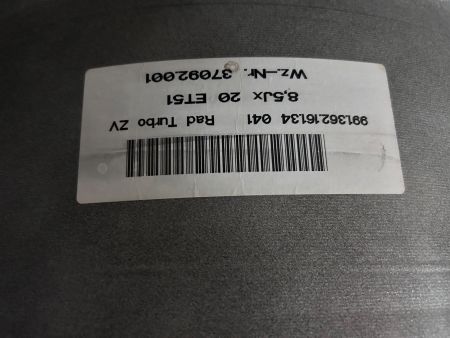 99136216134 041 Rad Turbo ZV
8,5Jx 20 ET51
Wz.-Nr. 37092.001